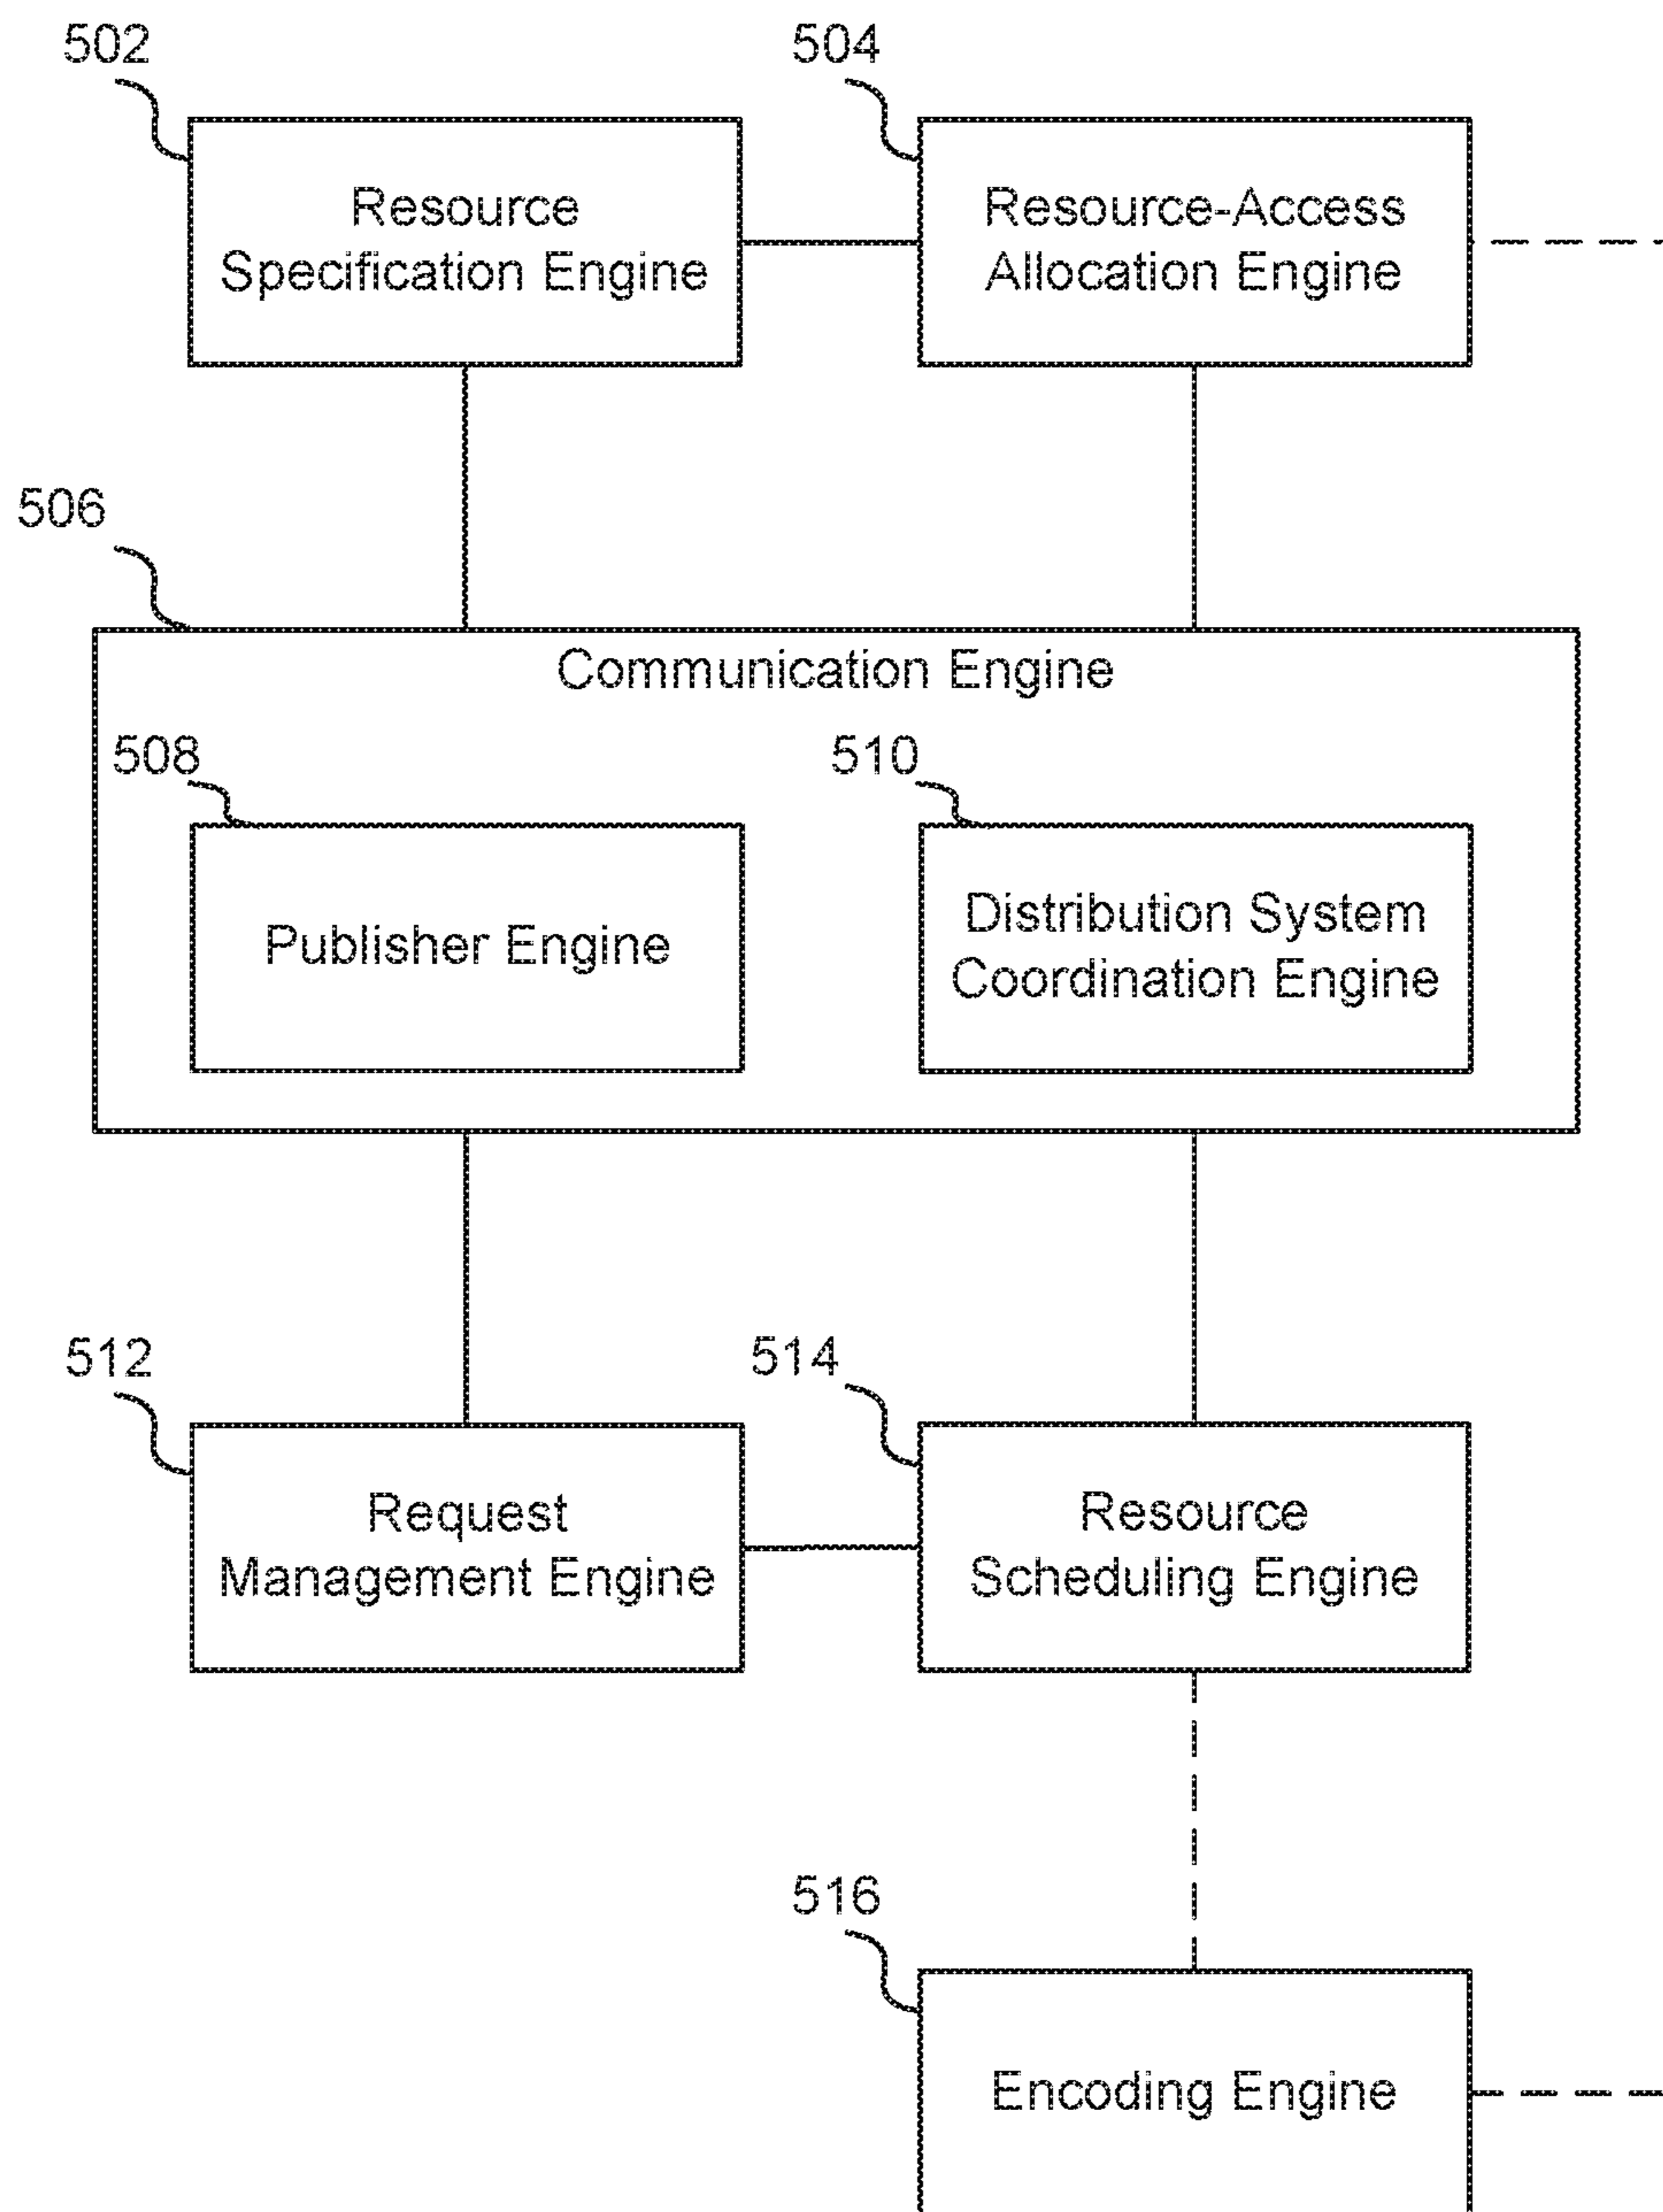 502
504
Resource
Specification Engine
Resource-Access
Allocation Engine
506
Communication Engine
508
510
Publisher Engine
Distribution System
Coordination Engine
512
514
Request
Management Engine
Resource
Scheduling Engine
516
Encoding Engine